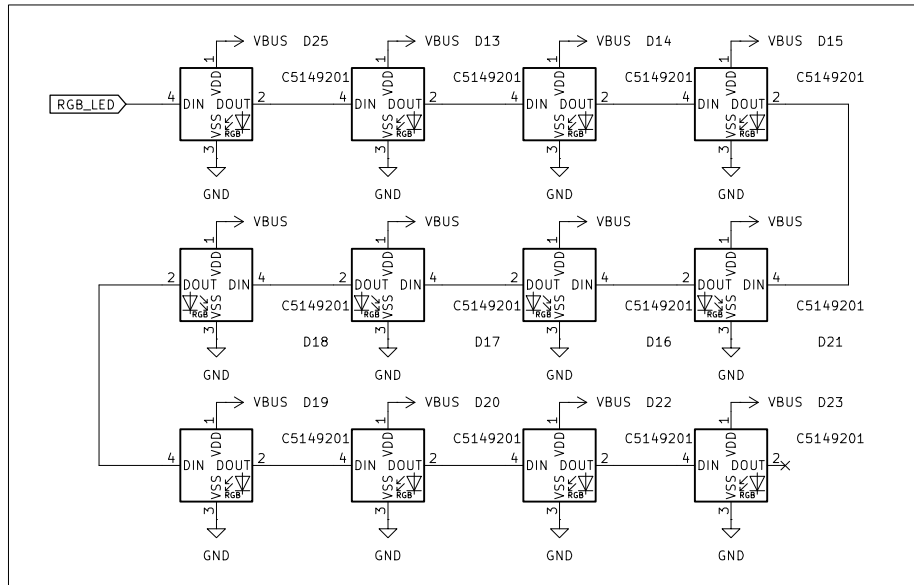 VBUS D25 VBUS D13 VBUS D14 VBUS D15
1 1 1 1
C5149201 C5149201 C5149201 C5149201
VDD VDD VDD VDD
RGB_LED 4 DIN DOUT 2 4 DIN DOUT 2 4 DIN DOUT 2 4 DIN DOUT 2
VSS VSS VSS VSS
RGB RGB RGB RGB
3 3 3 3
GND GND GND GND
VBUS VBUS VBUS VBUS
1 1 1 1
VDD VDD VDD VDD
2 DOUT DIN 4 2 DOUT DIN 4 2 DOUT DIN 4 2 DOUT DIN 4
C5149201 C5149201 C5149201 C5149201
VSS VSS VSS VSS
RGB RGB RGB RGB
3 3 3 3
D18 D17 D16 D21
GND GND GND GND
VBUS D19 VBUS D20 VBUS D22 VBUS D23
1 1 1 1
C5149201 C5149201 C5149201 C5149201
VDD VDD VDD VDD
4 DIN DOUT 2 4 DIN DOUT 2 4 DIN DOUT 2 4 DIN DOUT 2
VSS VSS VSS VSS
RGB RGB RGB RGB
3 3 3 3
GND GND GND GND